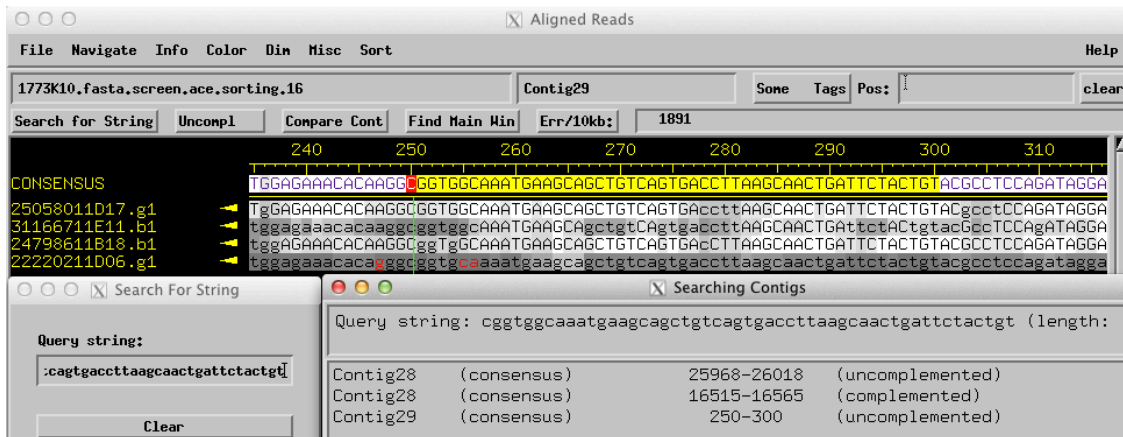 Aligned Reads
File Navigate Info Color Dim Misc Sort Help
1773K10.fasta.screen.ace.sorting.16 Contig29 Some Tags Pos: clear
Search for String Uncompl Compare Cont Find Main Win Err/10kb: 1891
240 250 260 270 280 290 300 310
CONSENSUS TGGAGAAACACAAGGCGGTGGCAAATGAAGCAGCTGTCAGTGACCTTAAGCAACTGATTCTACTGTACGCCTCCAGATAGGA
25058011D17.g1 TgGAGAAACACAAGGCGGTGGCAAATGAAGCAGCTGTCAGTGAccttAAGCAACTGATTCTACTGTACgcctCCAGATAGGA
31166711E11.b1 tggagaaacacaaggcggtggcAAATGAAGCAgctgtCAgtgaccttAAGCAACTGAttctACtgtacGcCTCCAgATAGGA
24798611B18.b1 tggAGAAACACAAGGCggTgGCAAATGAAGCAGCTGTCAGTGAcCTTAAGCAACTGATTCTACTGTACGCCTCCAGATAGGA
22220211D06.g1 tggagaaacacagggcggtgcaaaatgaagcagctgtcagtgaccttaagcaactgattctactgtacgcctccagatagga
Search For String
Searching Contigs
Query string: cggtggcaaatgaagcagctgtcagtgaccttaagcaactgattctactgt (length:
Query string:
cagtgaccttaagcaactgattctactgt
Contig28 (consensus) 25968-26018 (uncomplemented)
Contig28 (consensus) 16515-16565 (complemented)
Contig29 (consensus) 250-300 (uncomplemented)
Clear